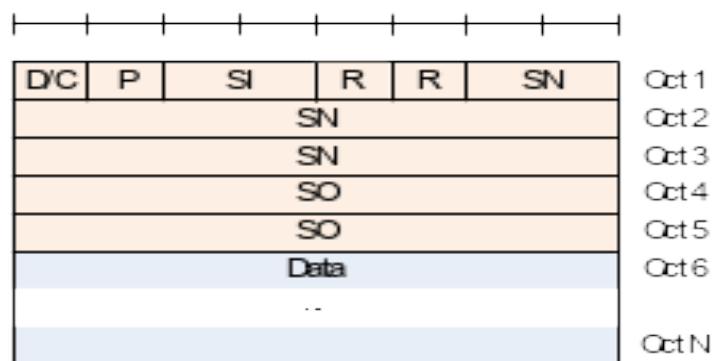 D/C P SI R R SN Oct 1
SN Oct 2
SN Oct 3
SO Oct 4
SO Oct 5
Data Oct 6
...
Oct N